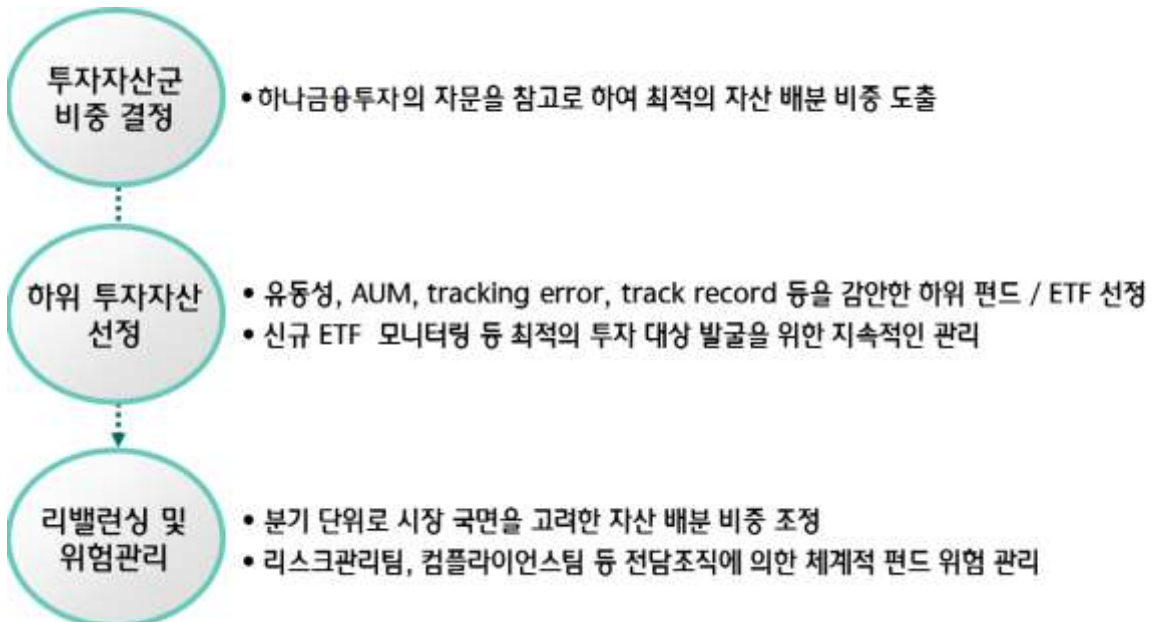 투자자산군
비중 결정
• 하나금융투자의 자문을 참고로 하여 최적의 자산 배분 비중 도출
하위 투자자산
선정
• 유동성, AUM, tracking error, track record 등을 감안한 하위 펀드 / ETF 선정
• 신규 ETF 모니터링 등 최적의 투자 대상 발굴을 위한 지속적인 관리
리밸런싱 및
위험관리
• 분기 단위로 시장 국면을 고려한 자산 배분 비중 조정
• 리스크관리팀, 컴플라이언스팀 등 전담조직에 의한 체계적 펀드 위험 관리